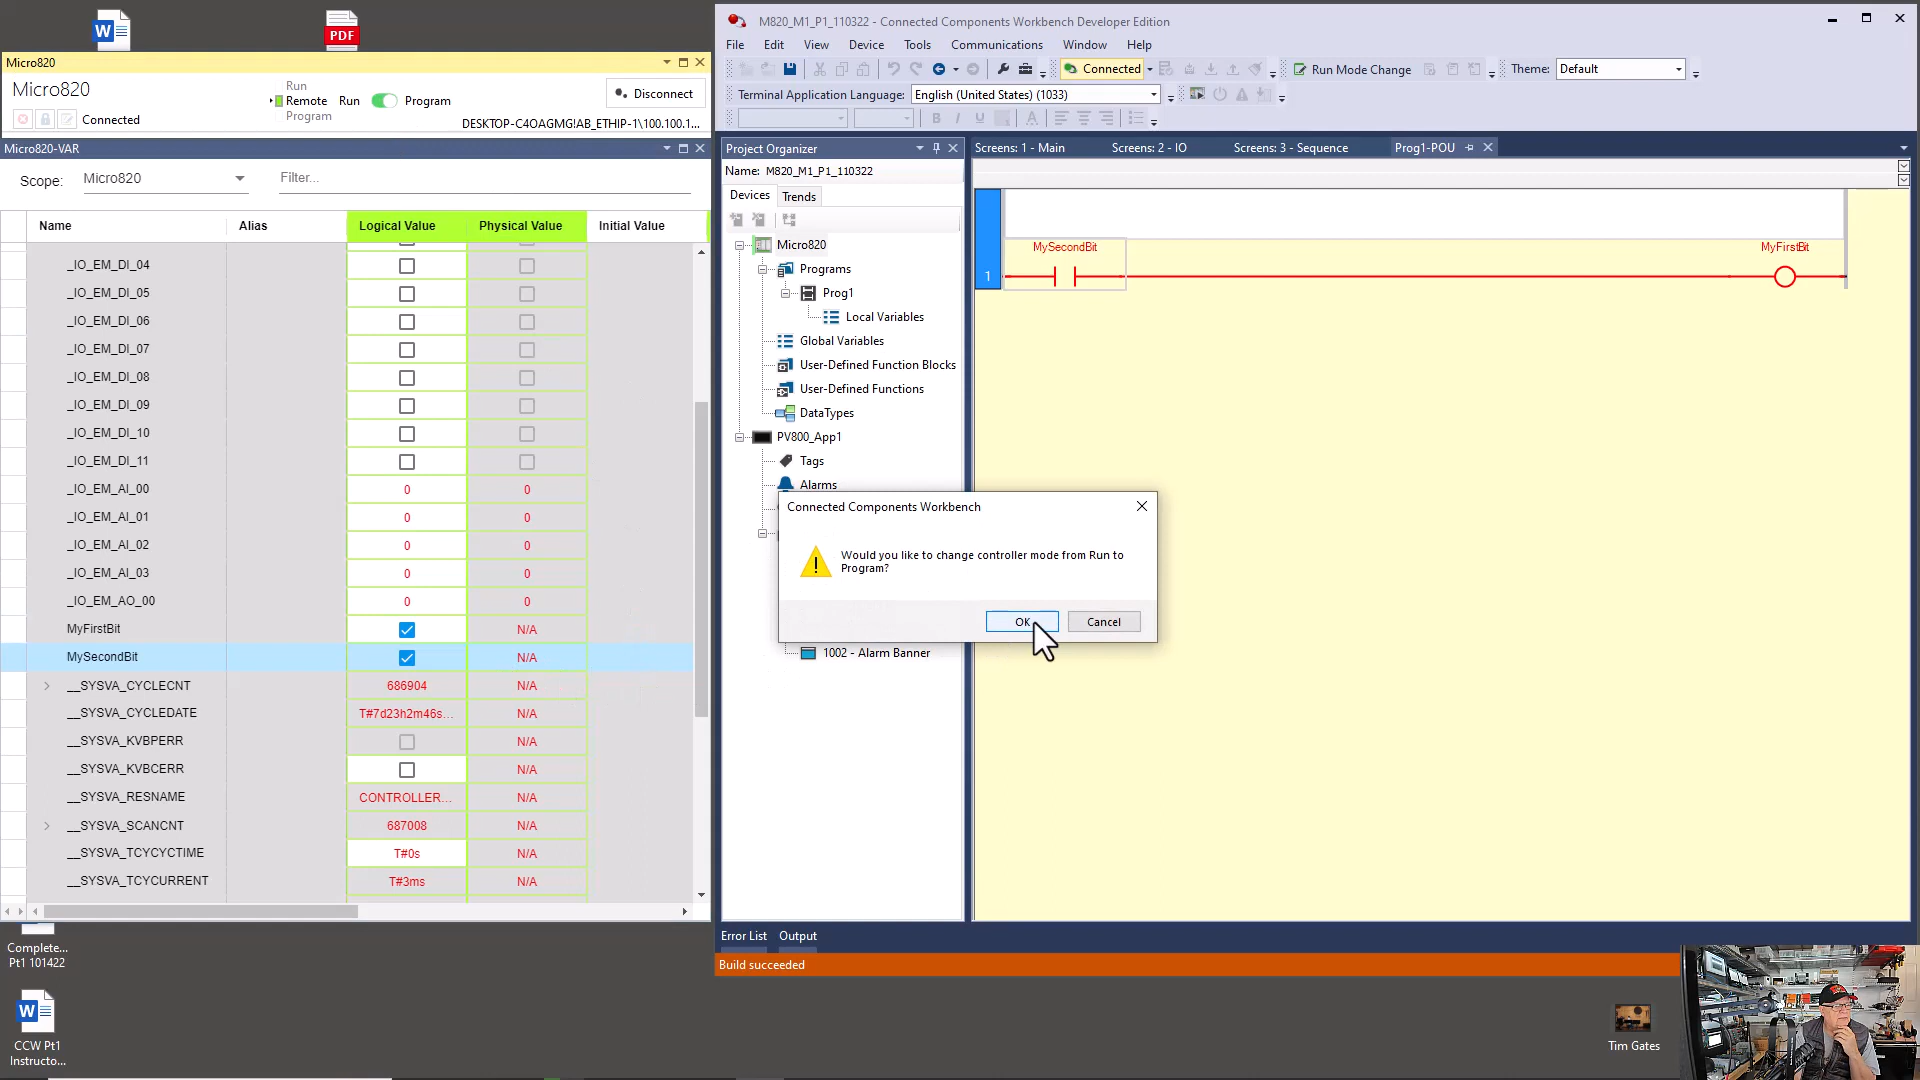 W
PDF
Micro820
Micro820
Run
Remote
Program
Run
Program
Disconnect
Connected
DESKTOP-C4OAGMG!AB_ETHIP-1\100.100.1...
Micro820-VAR
Scope: Micro820
Filter...
Name Alias Logical Value Physical Value Initial Value
_IO_EM_DI_04
_IO_EM_DI_05
_IO_EM_DI_06
_IO_EM_DI_07
_IO_EM_DI_08
_IO_EM_DI_09
_IO_EM_DI_10
_IO_EM_DI_11
_IO_EM_AI_00 0 0
_IO_EM_AI_01 0 0
_IO_EM_AI_02 0 0
_IO_EM_AI_03 0 0
_IO_EM_AO_00 0 0
MyFirstBit N/A
MySecondBit N/A
__SYSVA_CYCLECNT 686904 N/A
__SYSVA_CYCLEDATE T#7d23h2m46s... N/A
__SYSVA_KVBPERR N/A
__SYSVA_KVBCERR N/A
__SYSVA_RESNAME CONTROLLER... N/A
__SYSVA_SCANCNT 687008 N/A
__SYSVA_TCYCYCTIME T#0s N/A
__SYSVA_TCYCURRENT T#3ms N/A
Complete...
Pt1 101422
W
CCW Pt1
Instructo...
M820_M1_P1_110322 - Connected Components Workbench Developer Edition
File Edit View Device Tools Communications Window Help
Connected Run Mode Change Theme: Default
Terminal Application Language: English (United States) (1033)
B I U A
Project Organizer
Name: M820_M1_P1_110322
Devices Trends
Micro820
Programs
Prog1
Local Variables
Global Variables
User-Defined Function Blocks
User-Defined Functions
DataTypes
PV800_App1
Tags
Alarms
1002 - Alarm Banner
Screens: 1 - Main Screens: 2 - IO Screens: 3 - Sequence Prog1-POU
MySecondBit MyFirstBit
1
Connected Components Workbench
Would you like to change controller mode from Run to
Program?
OK Cancel
Error List Output
Build succeeded
Tim Gates